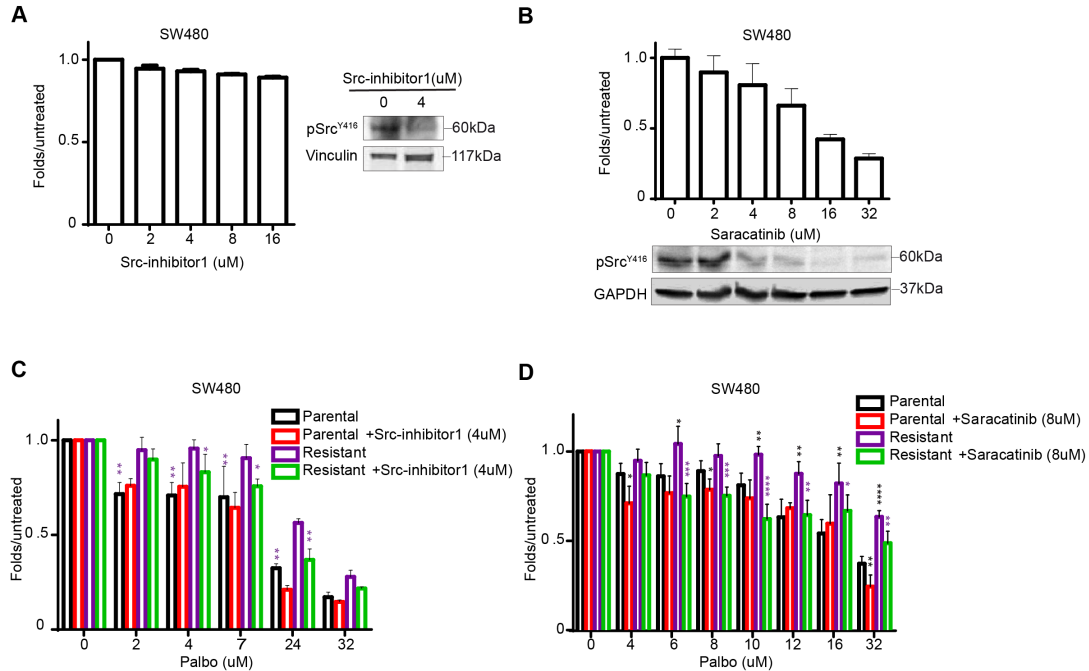 A
SW480
Folds/untreated
1.0
0.5
0
0 2 4 8 16
Src-inhibitor1 (uM)
Src-inhibitor1(uM)
0 4
pSrcY416 60kDa
Vinculin 117kDa
B
SW480
Folds/untreated
1.0
0.5
0
0 2 4 8 16 32
Saracatinib (uM)
pSrcY416 60kDa
GAPDH 37kDa
C
SW480
Parental
Parental +Src-inhibitor1 (4uM)
Resistant
Resistant +Src-inhibitor1 (4uM)
Folds/untreated
1.0
0.5
0
** ** ** * * ** **
0 2 4 7 24 32
Palbo (uM)
D
SW480
Parental
Parental +Saracatinib (8uM)
Resistant
Resistant +Saracatinib (8uM)
Folds/untreated
1.0
0.5
0
* * *** * *** ** **** ** ** ** * ** **** **
0 4 6 8 10 12 16 32
Palbo (uM)